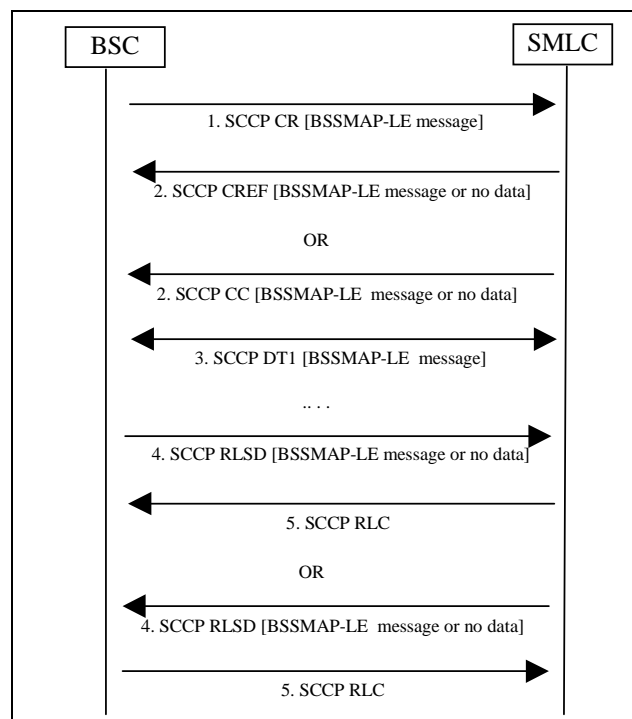 BSC
SMLC
1. SCCP CR [BSSMAP-LE message]
2. SCCP CREF [BSSMAP-LE message or no data]
OR
2. SCCP CC [BSSMAP-LE message or no data]
3. SCCP DT1 [BSSMAP-LE message]
.. . .
4. SCCP RLSD [BSSMAP-LE message or no data]
5. SCCP RLC
OR
4. SCCP RLSD [BSSMAP-LE message or no data]
5. SCCP RLC